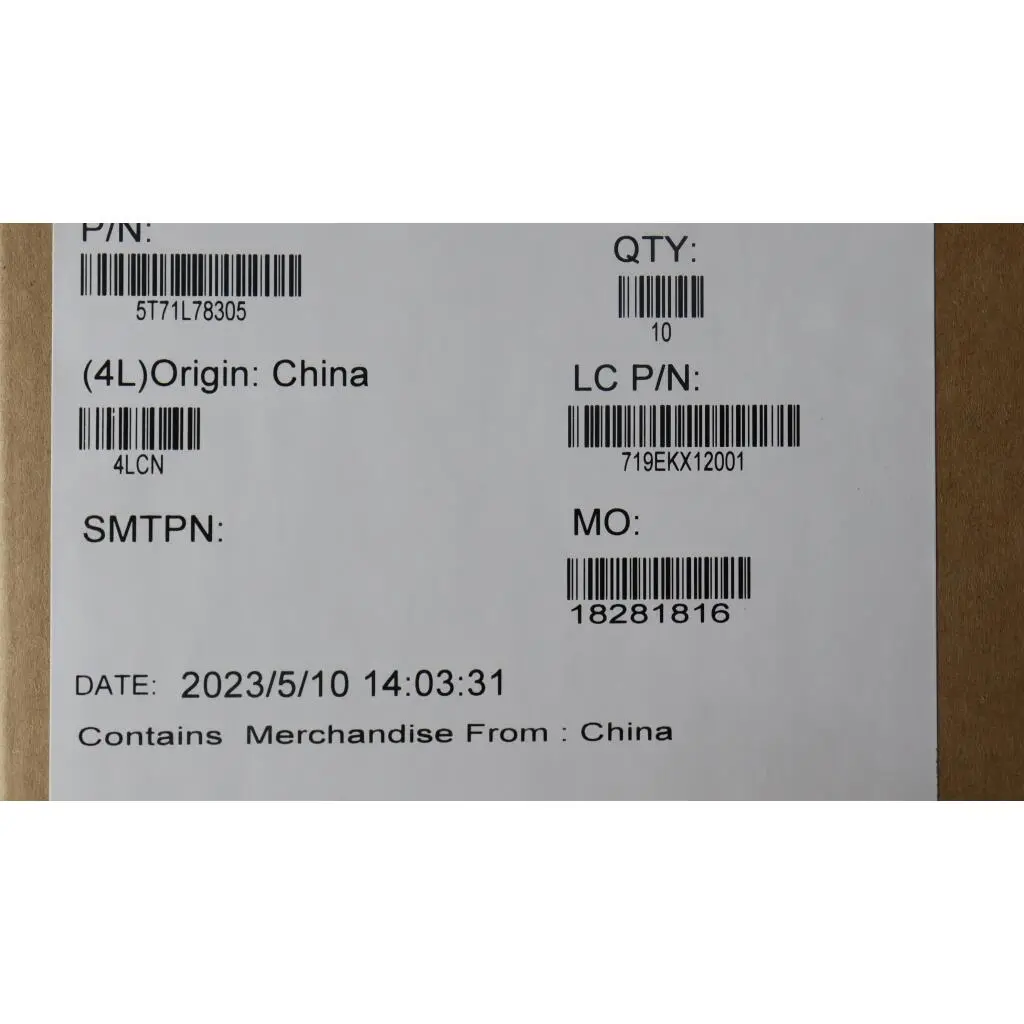 P/N:
5T71L78305
QTY:
10
(4L)Origin: China
4LCN
LC P/N:
719EKX12001
SMTPN:
MO:
18281816
DATE: 2023/5/10 14:03:31
Contains Merchandise From : China